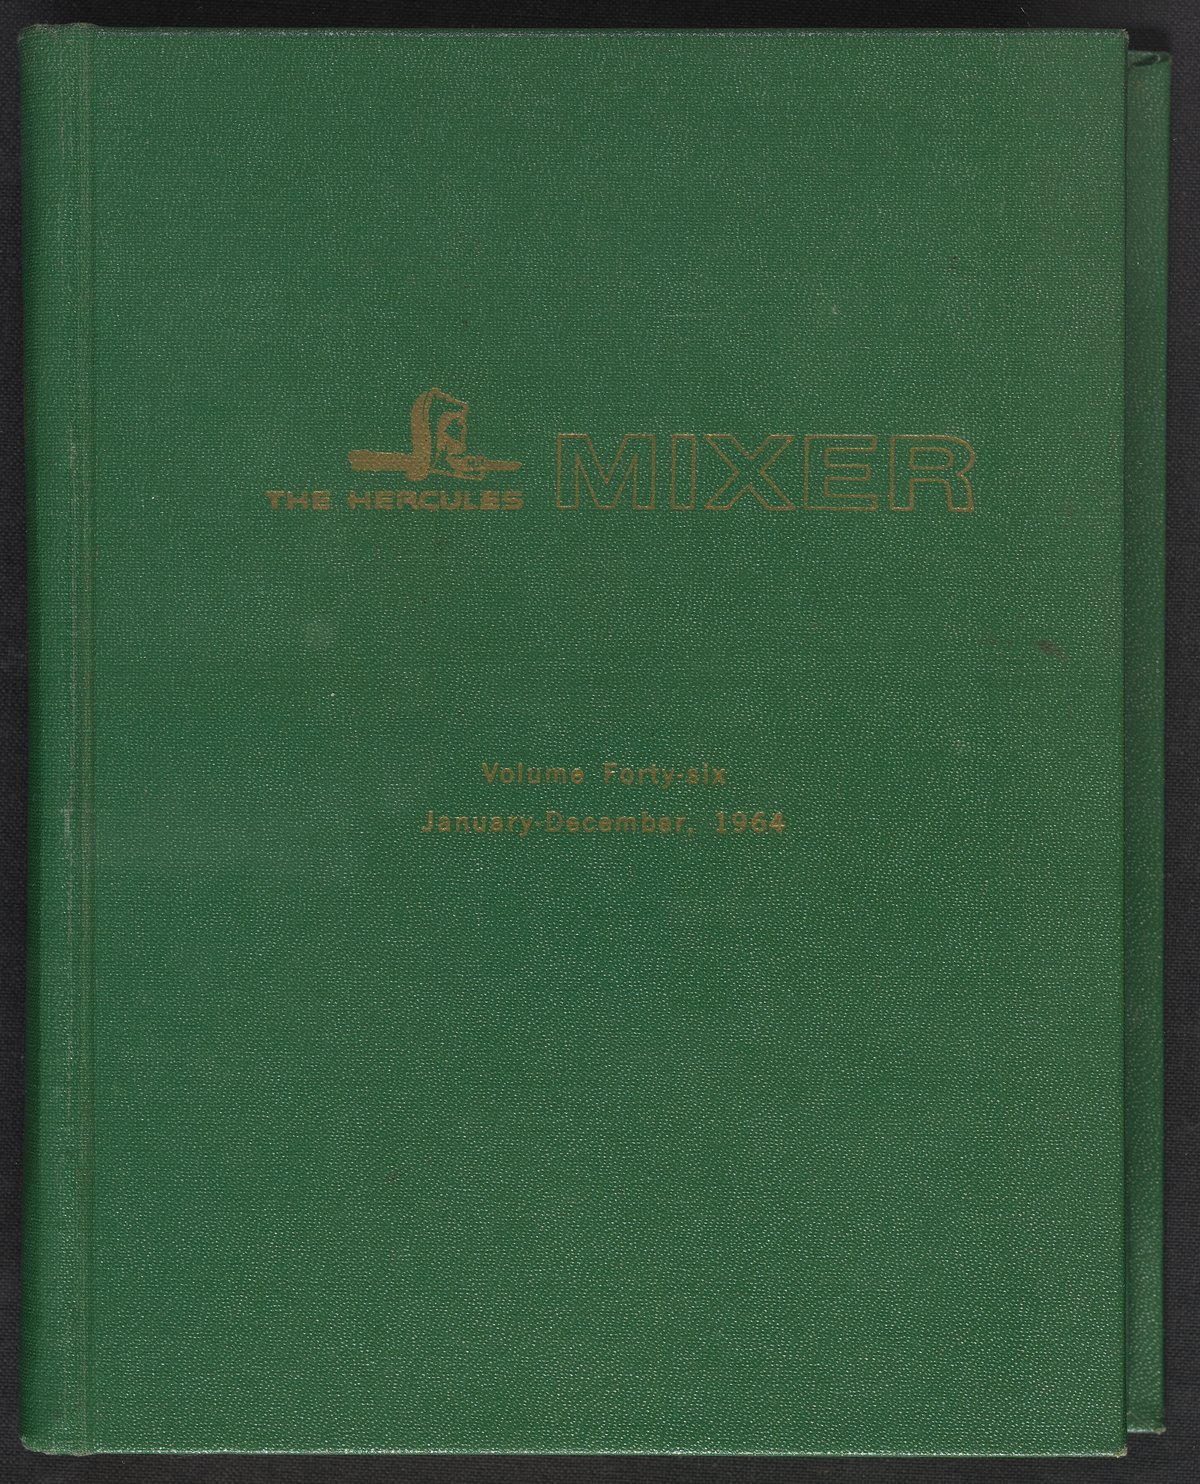 THE HERCULES MIXER
Volume Forty-six
January-December, 1964